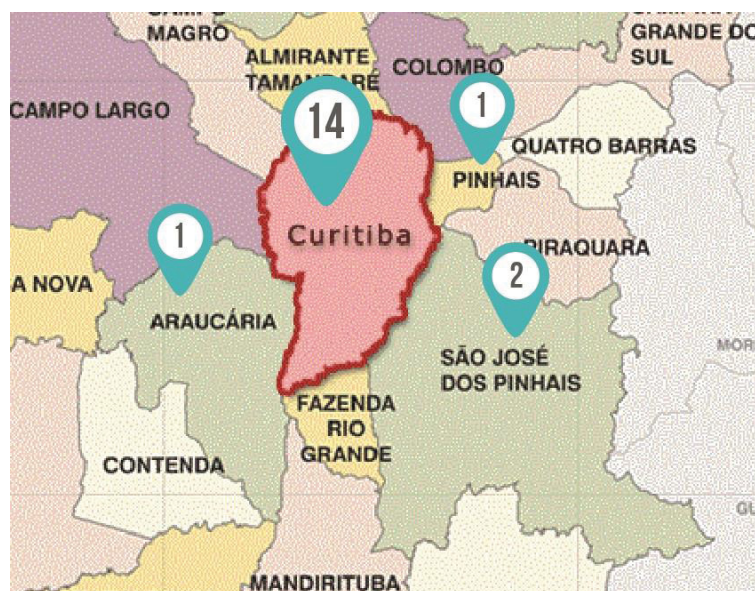 MAGRO
GRANDE DO
SUL
ALMIRANTE
TAMANDARÉ
COLOMBO
CAMPO LARGO
14
1
QUATRO BARRAS
PINHAIS
Curitiba
1
PIRAQUARA
2
A NOVA
ARAUCÁRIA
SÃO JOSÉ
DOS PINHAIS
FAZENDA
RIO
GRANDE
CONTENDA
MANDIRITUBA